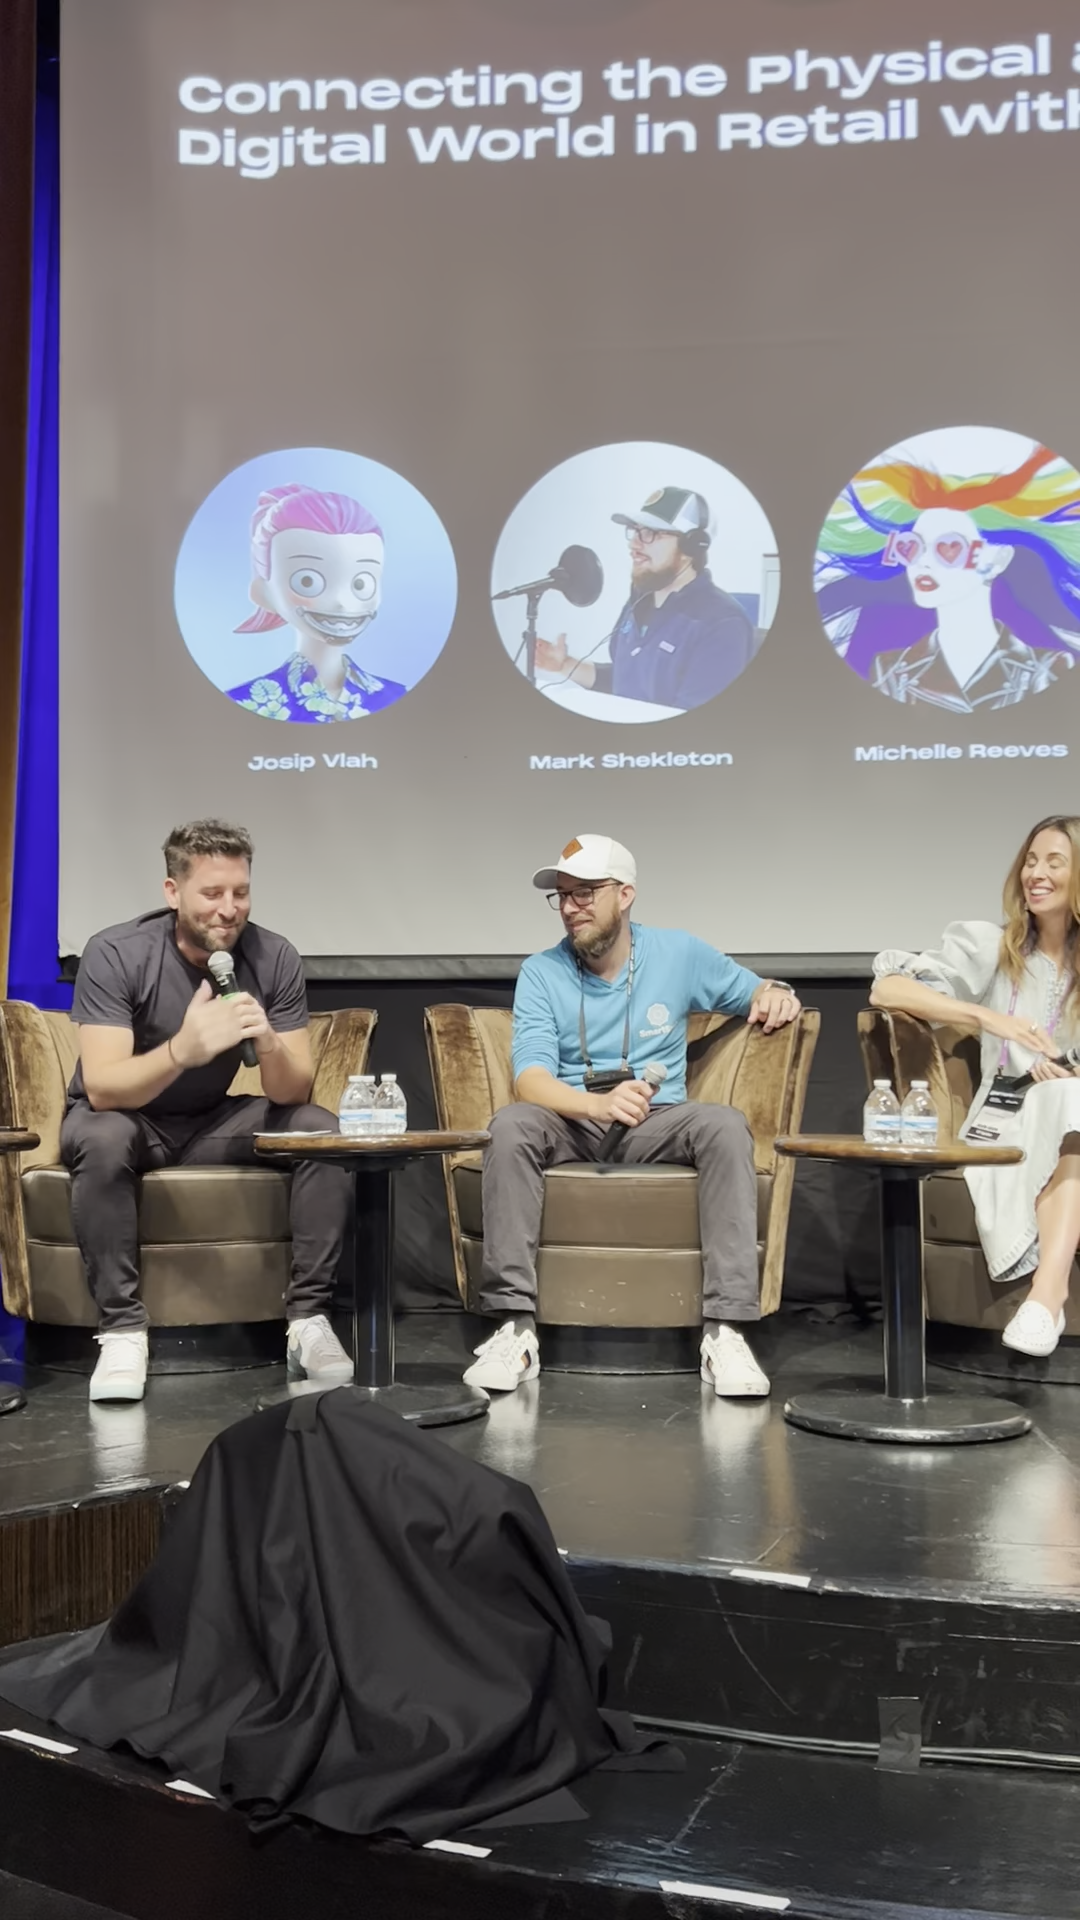 Connecting the Physical
Digital World in Retail with
LOVE
Josip Vlah
Mark Shekleton
Michelle Reeves